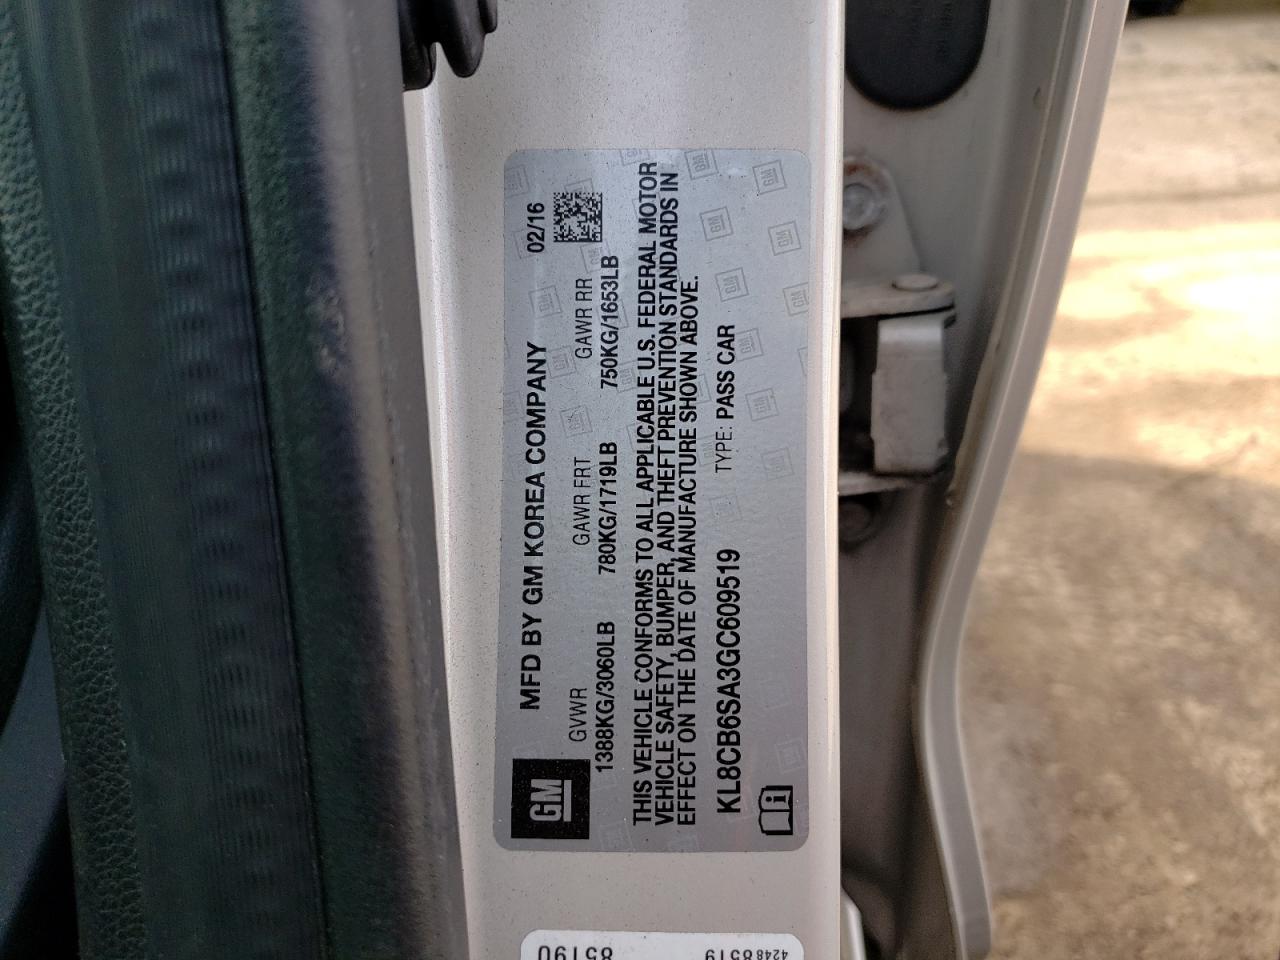 MFD BY GM KOREA COMPANY 02/16
GM
GVWR GAWR FRT GAWR RR
1388KG/3060LB 780KG/1719LB 750KG/1653LB
THIS VEHICLE CONFORMS TO ALL APPLICABLE U.S. FEDERAL MOTOR
VEHICLE SAFETY, BUMPER, AND THEFT PREVENTION STANDARDS IN
EFFECT ON THE DATE OF MANUFACTURE SHOWN ABOVE.
KL8CB6SA3GC609519 TYPE: PASS CAR